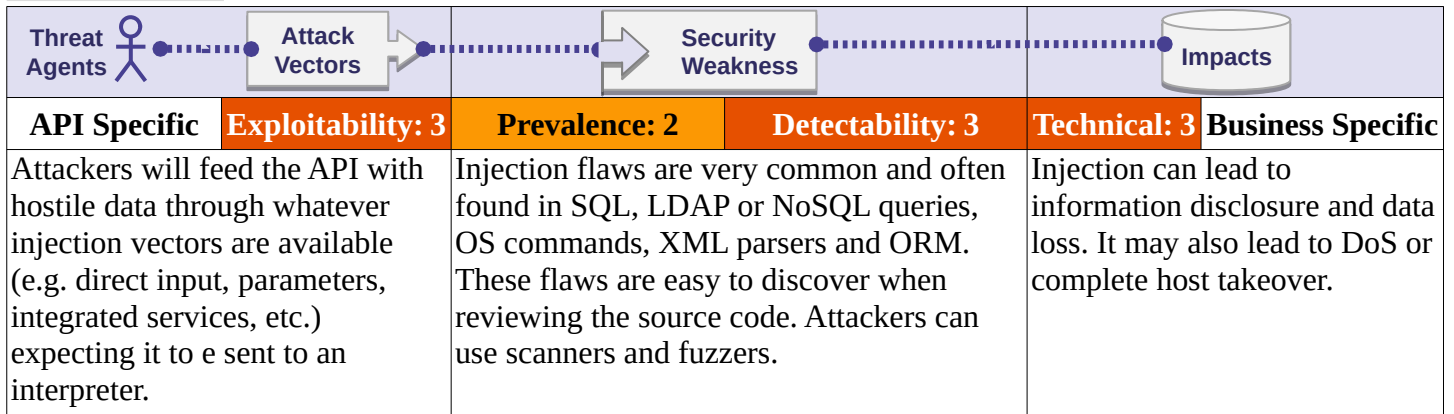 Threat
Agents
Attack
Vectors
Security
Weakness
Impacts
API Specific
Exploitability: 3
Prevalence: 2
Detectability: 3
Technical: 3
Business Specific
Attackers will feed the API with
hostile data through whatever
injection vectors are available
(e.g. direct input, parameters,
integrated services, etc.)
expecting it to e sent to an
interpreter.
Injection flaws are very common and often
found in SQL, LDAP or NoSQL queries,
OS commands, XML parsers and ORM.
These flaws are easy to discover when
reviewing the source code. Attackers can
use scanners and fuzzers.
Injection can lead to
information disclosure and data
loss. It may also lead to DoS or
complete host takeover.